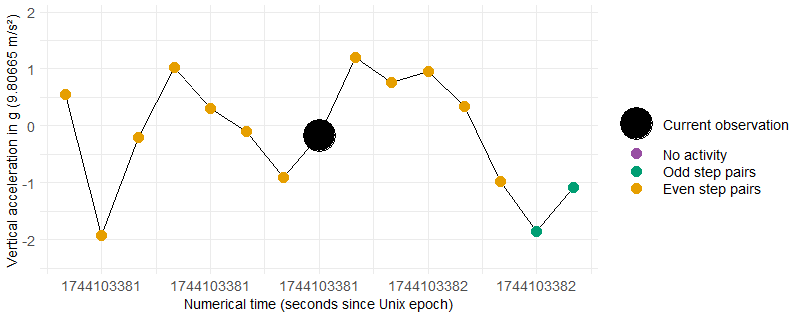 Vertical acceleration in g (9.80665 m/s²)
2
1
0
-1
-2
1744103381
1744103381
1744103381
1744103382
1744103382
Numerical time (seconds since Unix epoch)
Current observation
No activity
Odd step pairs
Even step pairs